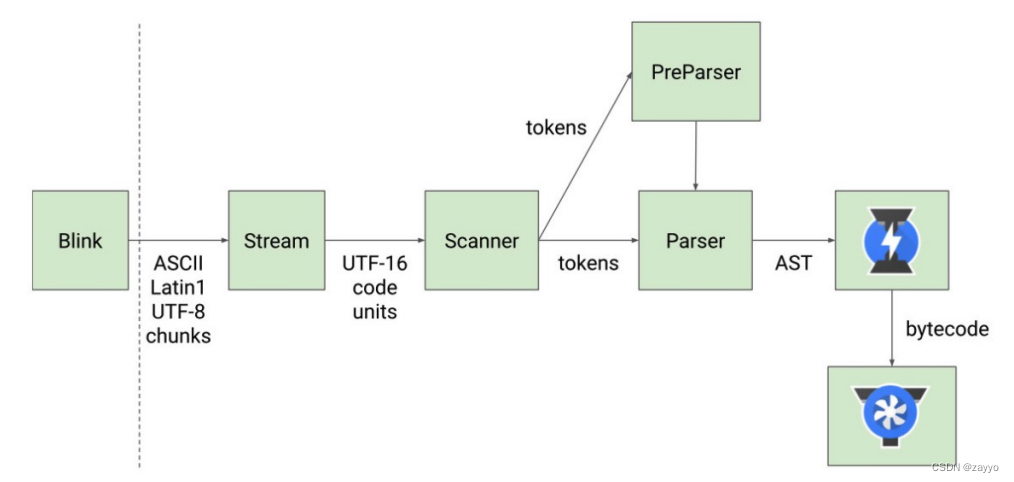 PreParser
tokens
Blink
Stream
Scanner
Parser
ASCII
Latin1
UTF-8
chunks
UTF-16
code
units
tokens
AST
bytecode
CSDN @zayyo